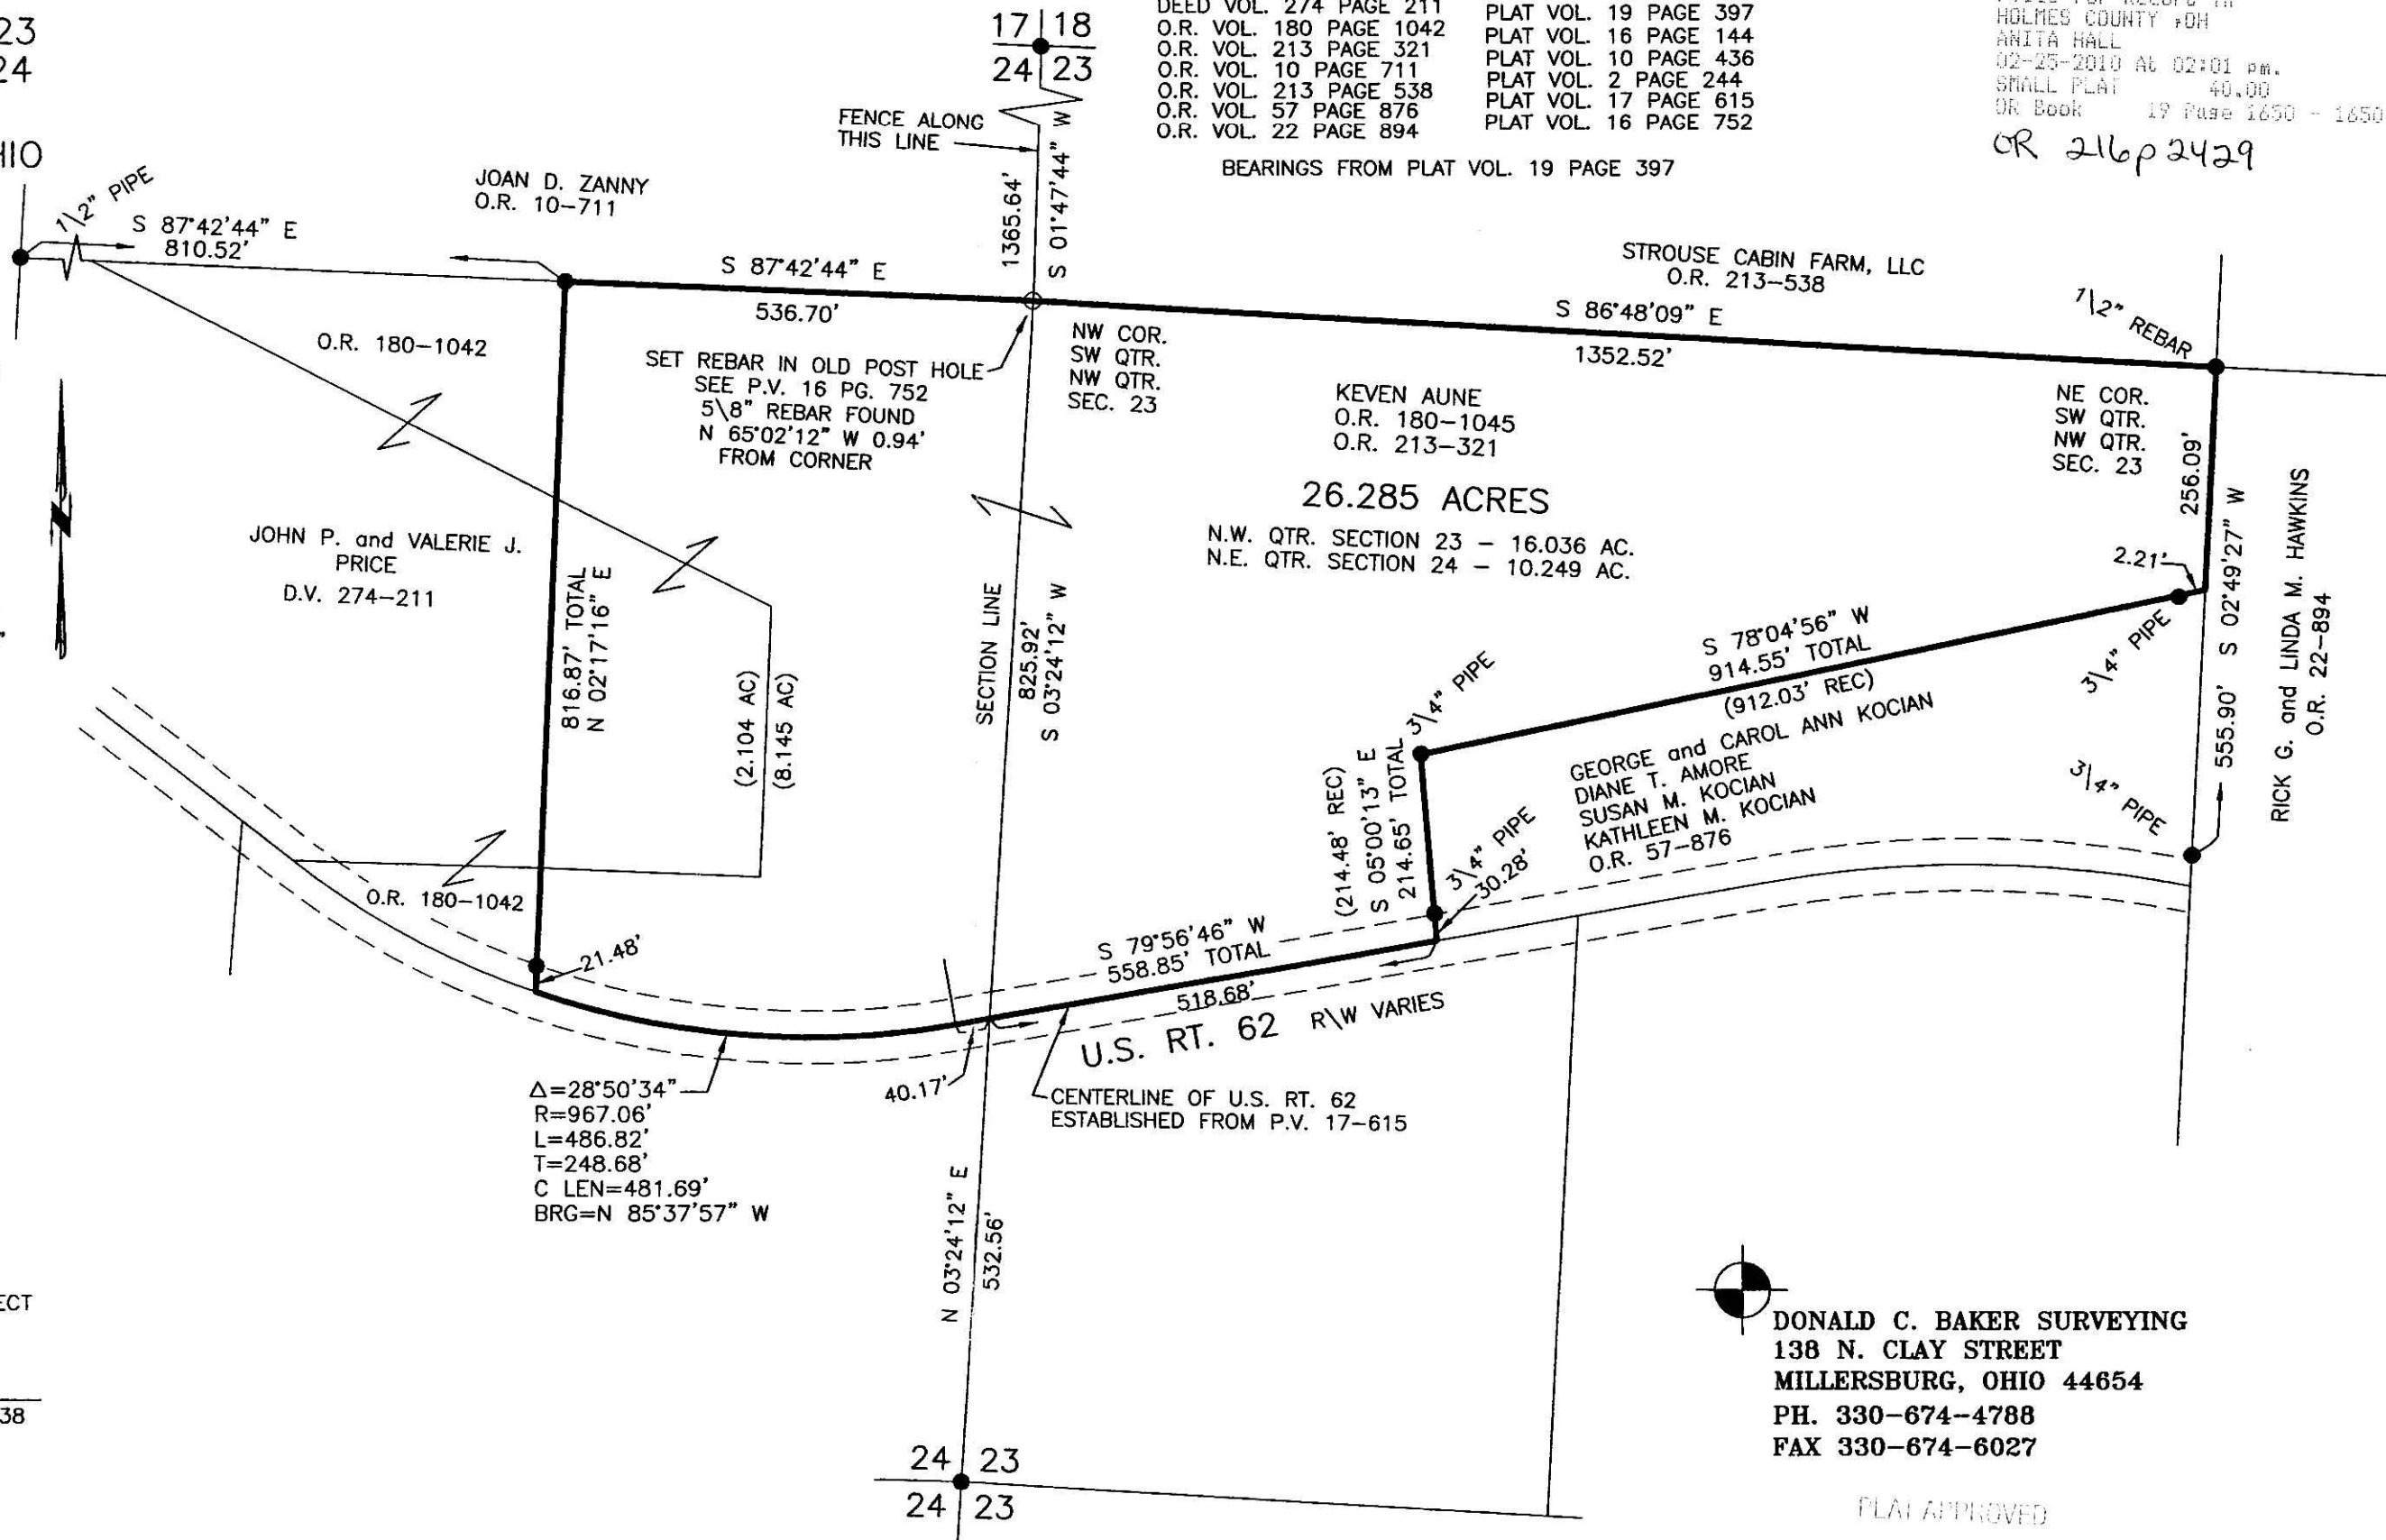 23
24
HIO
17 | 18
24 | 23
DEED VOL. 274 PAGE 211
O.R. VOL. 180 PAGE 1042
O.R. VOL. 213 PAGE 321
O.R. VOL. 10 PAGE 711
O.R. VOL. 213 PAGE 538
O.R. VOL. 57 PAGE 876
O.R. VOL. 22 PAGE 894
PLAT VOL. 19 PAGE 397
PLAT VOL. 16 PAGE 144
PLAT VOL. 10 PAGE 436
PLAT VOL. 2 PAGE 244
PLAT VOL. 17 PAGE 615
PLAT VOL. 16 PAGE 752
BEARINGS FROM PLAT VOL. 19 PAGE 397
HOLMES COUNTY ,OH
ANITA HALL
02-25-2010 At 02:01 pm.
SMALL PLAT 40.00
OR Book 19 Page 1650 - 1650
OR 216p2429
FENCE ALONG
THIS LINE
1365.64'
S 01°47'44" W
1\2" PIPE
S 87°42'44" E
810.52'
JOAN D. ZANNY
O.R. 10-711
S 87°42'44" E
536.70'
STROUSE CABIN FARM, LLC
O.R. 213-538
S 86°48'09" E
1352.52'
1\2" REBAR
O.R. 180-1042
SET REBAR IN OLD POST HOLE
SEE P.V. 16 PG. 752
5\8" REBAR FOUND
N 65°02'12" W 0.94'
FROM CORNER
NW COR.
SW QTR.
NW QTR.
SEC. 23
KEVEN AUNE
O.R. 180-1045
O.R. 213-321
26.285 ACRES
N.W. QTR. SECTION 23 - 16.036 AC.
N.E. QTR. SECTION 24 - 10.249 AC.
NE COR.
SW QTR.
NW QTR.
SEC. 23
256.09'
2.21'
555.90' S 02°49'27" W
RICK G. and LINDA M. HAWKINS
O.R. 22-894
JOHN P. and VALERIE J.
PRICE
D.V. 274-211
816.87' TOTAL
N 02°17'16" E
(2.104 AC)
(8.145 AC)
SECTION LINE
825.92'
S 03°24'12" W
S 78°04'56" W
914.55' TOTAL
(912.03' REC)
3\4" PIPE
3\4" PIPE
(214.48' REC)
S 05°00'13" E
214.65' TOTAL
3\4" PIPE
30.28'
GEORGE and CAROL ANN KOCIAN
DIANE T. AMORE
SUSAN M. KOCIAN
KATHLEEN M. KOCIAN
O.R. 57-876
3\4" PIPE
O.R. 180-1042
21.48'
S 79°56'46" W
558.85' TOTAL
518.68'
U.S. RT. 62 R\W VARIES
40.17'
CENTERLINE OF U.S. RT. 62
ESTABLISHED FROM P.V. 17-615
Δ=28°50'34"
R=967.06'
L=486.82'
T=248.68'
C LEN=481.69'
BRG=N 85°37'57" W
N 03°24'12" E
532.56'
ECT
38
24 | 23
24 | 23
DONALD C. BAKER SURVEYING
138 N. CLAY STREET
MILLERSBURG, OHIO 44654
PH. 330-674-4788
FAX 330-674-6027
PLAT APPROVED